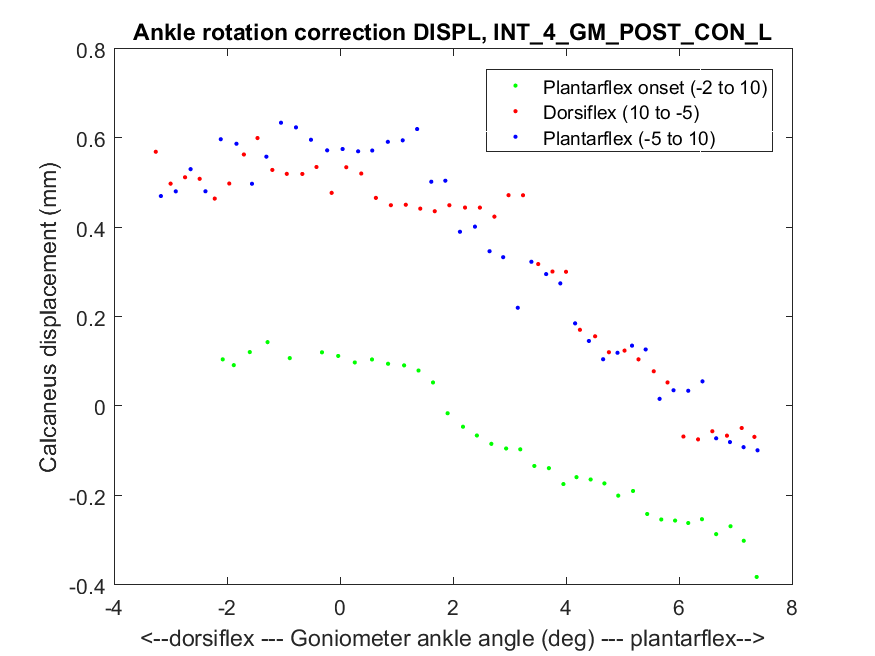 Ankle rotation correction DISPL, INT_4_GM_POST_CON_L
0.8
0.6
0.4
0.2
0
-0.2
-0.4
Calcaneus displacement (mm)
Plantarflex onset (-2 to 10)
Dorsiflex (10 to -5)
Plantarflex (-5 to 10)
-4 -2 0 2 4 6 8
<--dorsiflex --- Goniometer ankle angle (deg) --- plantarflex-->